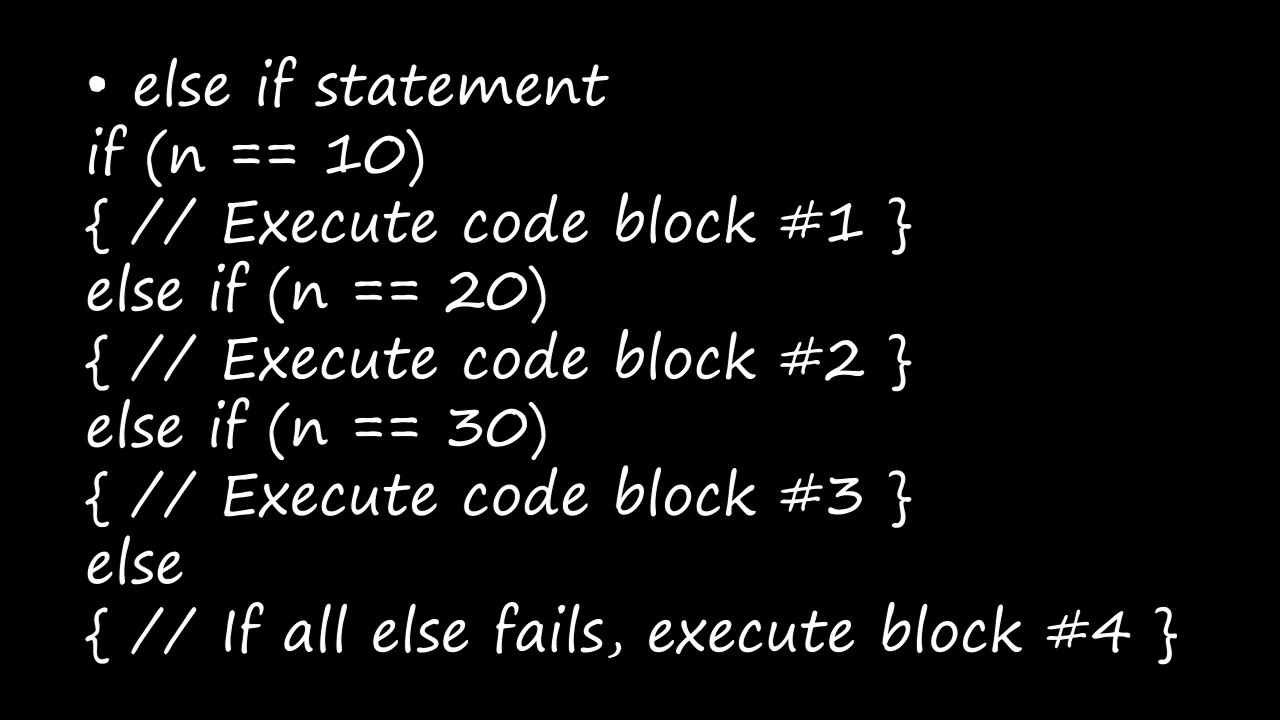 • else if statement
if (n == 10)
{ // Execute code block #1 }
else if (n == 20)
{ // Execute code block #2 }
else if (n == 30)
{ // Execute code block #3 }
else
{ // If all else fails, execute block #4 }